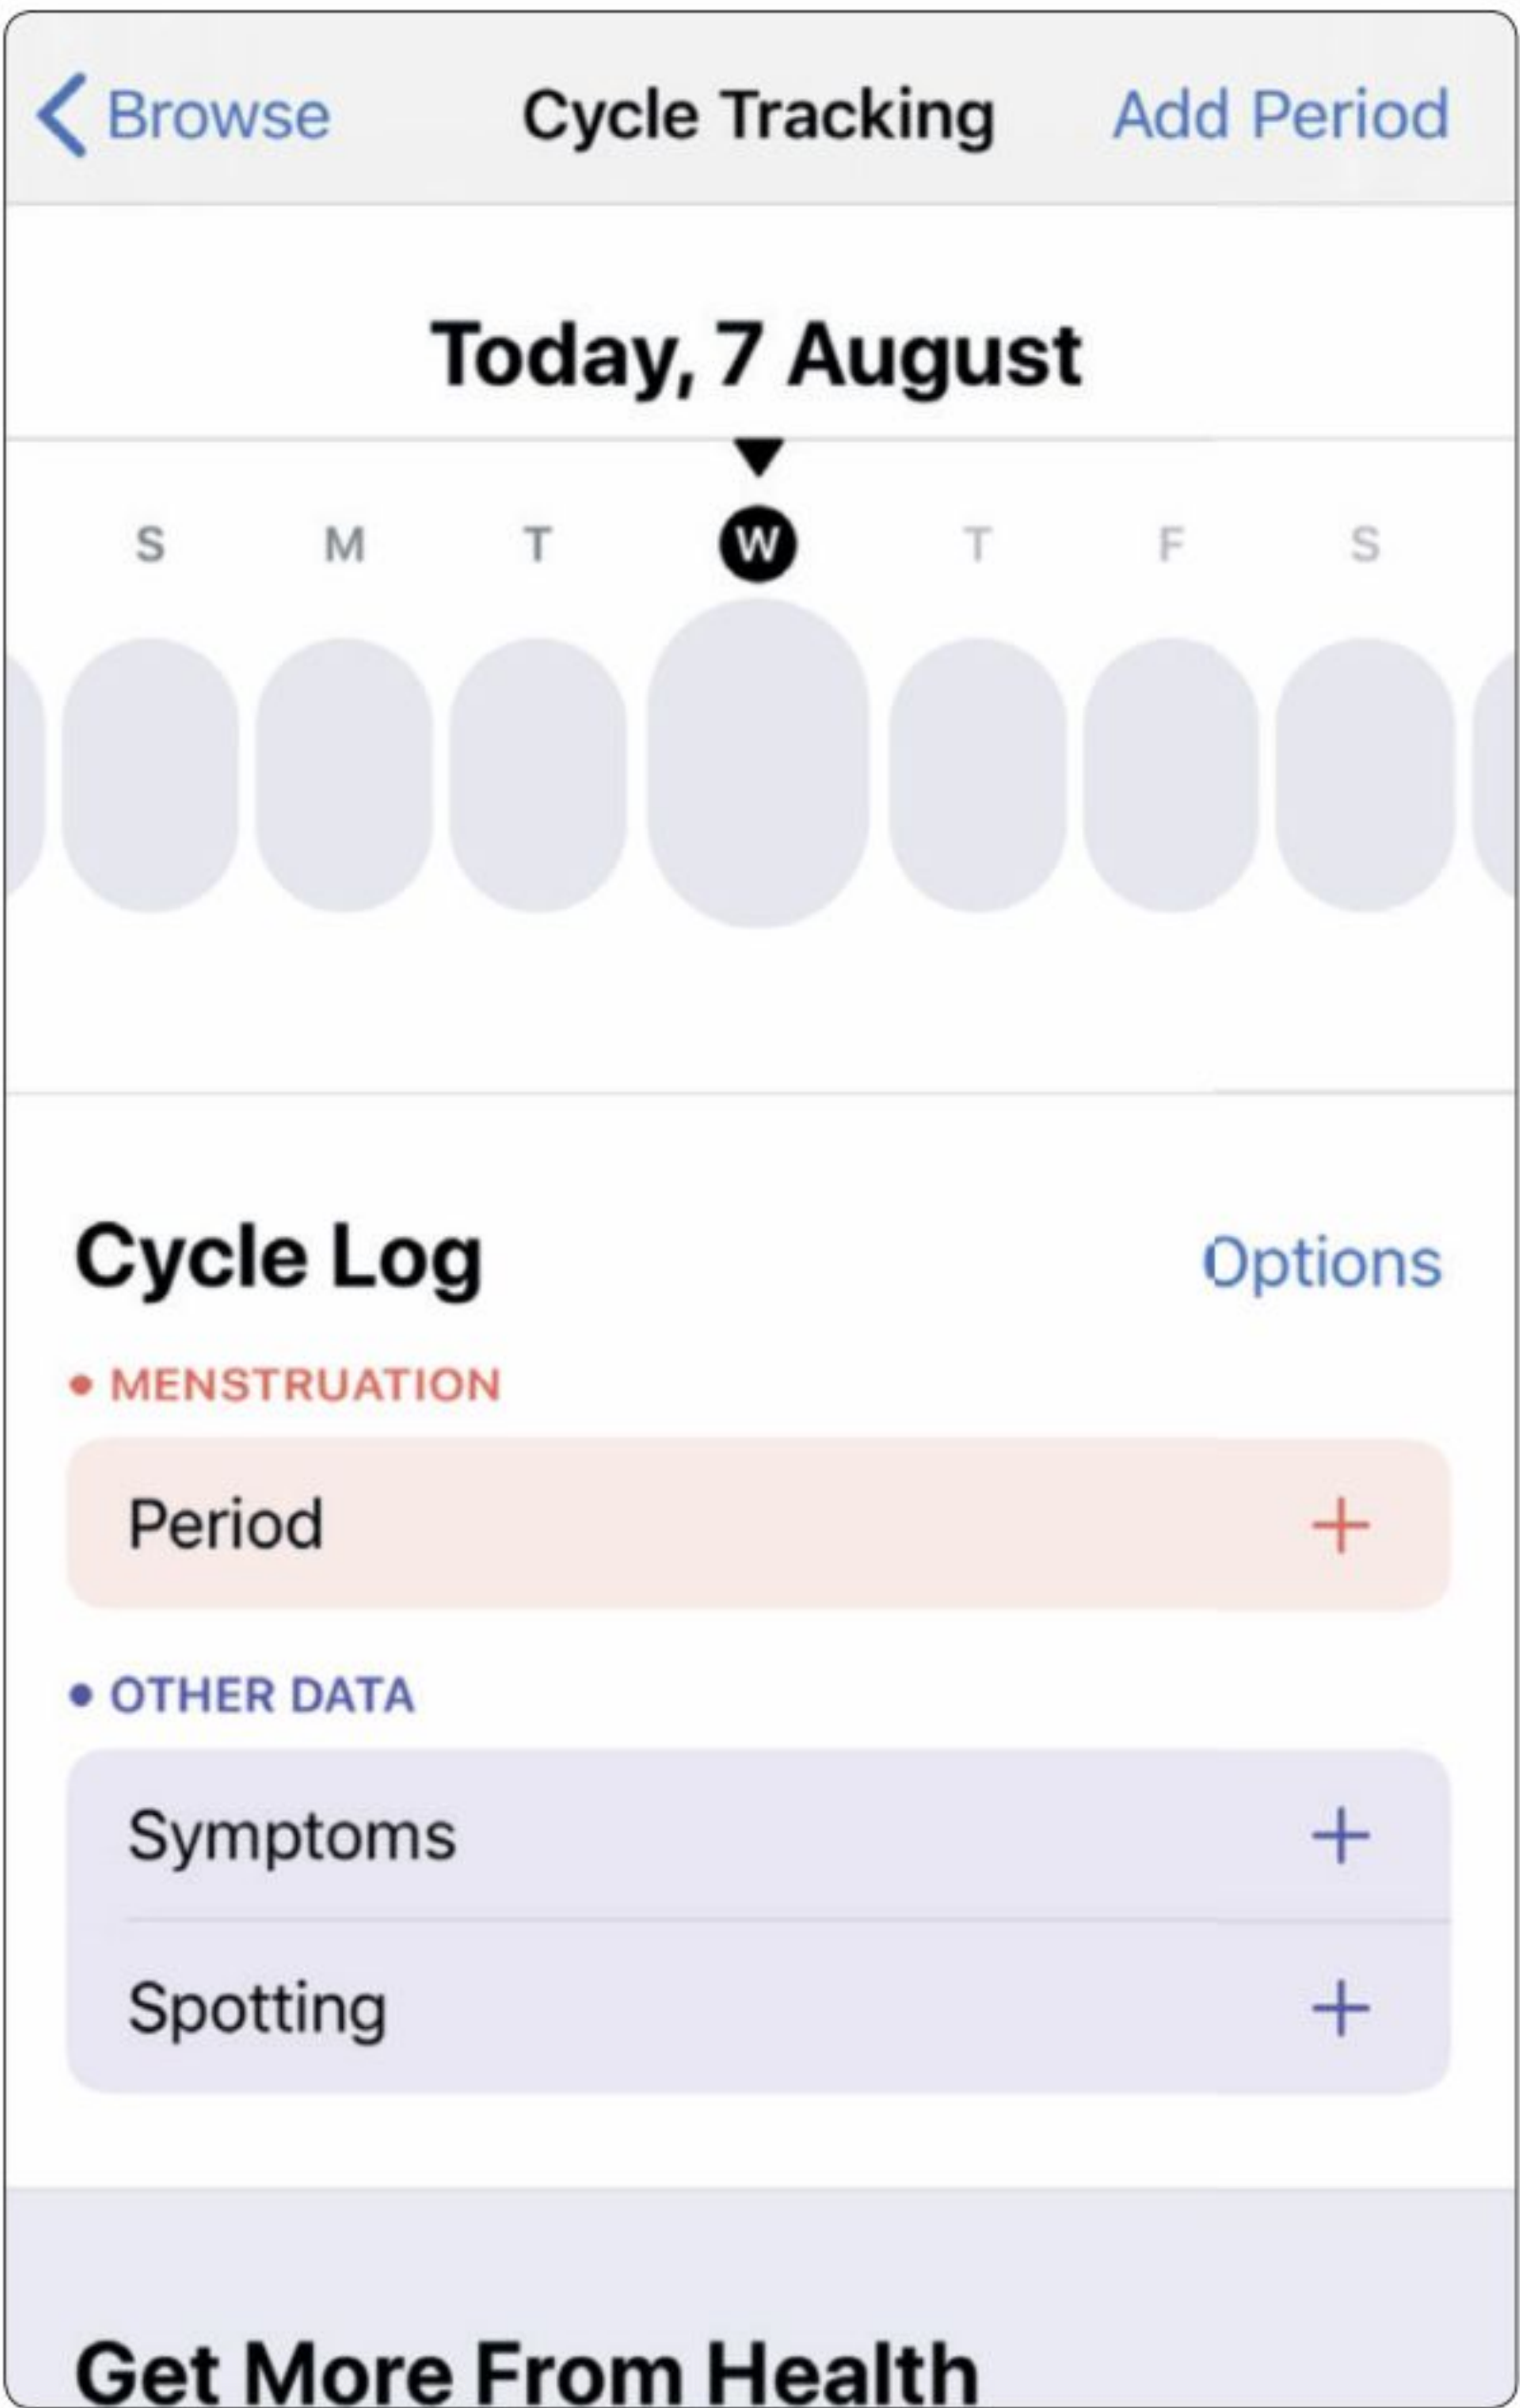 Browse Cycle Tracking Add Period
Today, 7 August
S M T W T F S
Cycle Log Options
• MENSTRUATION
Period +
• OTHER DATA
Symptoms +
Spotting +
Get More From Health